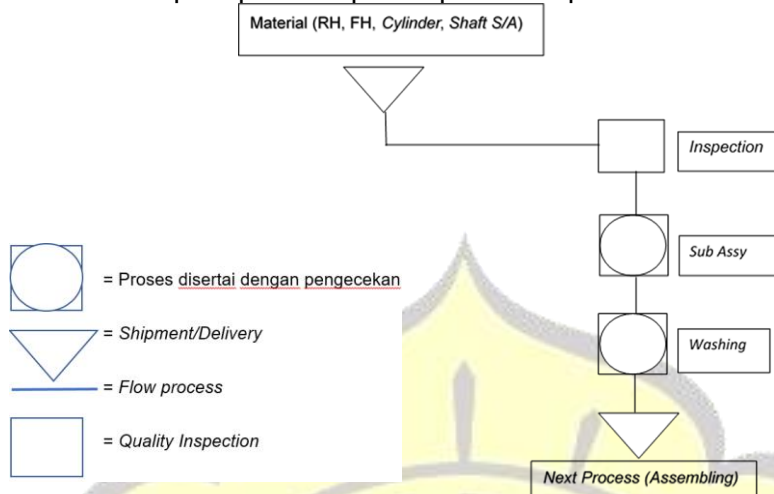 Material (RH, FH, Cylinder, Shaft S/A)
Inspection
Sub Assy
Washing
Next Process (Assembling)
= Proses disertai dengan pengecekan
= Shipment/Delivery
= Flow process
= Quality Inspection